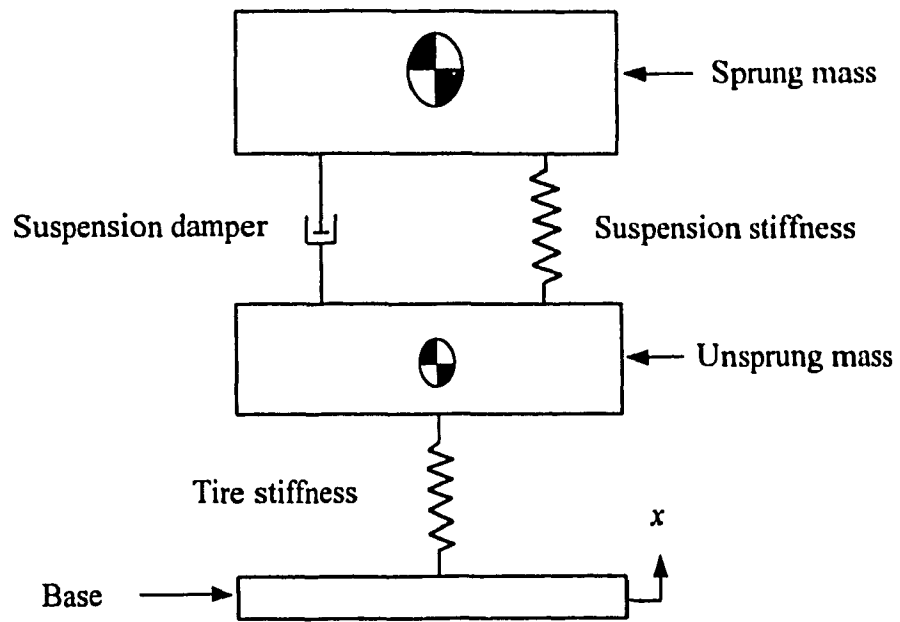 Sprung mass
Suspension damper
Suspension stiffness
Unsprung mass
Tire stiffness
x
Base